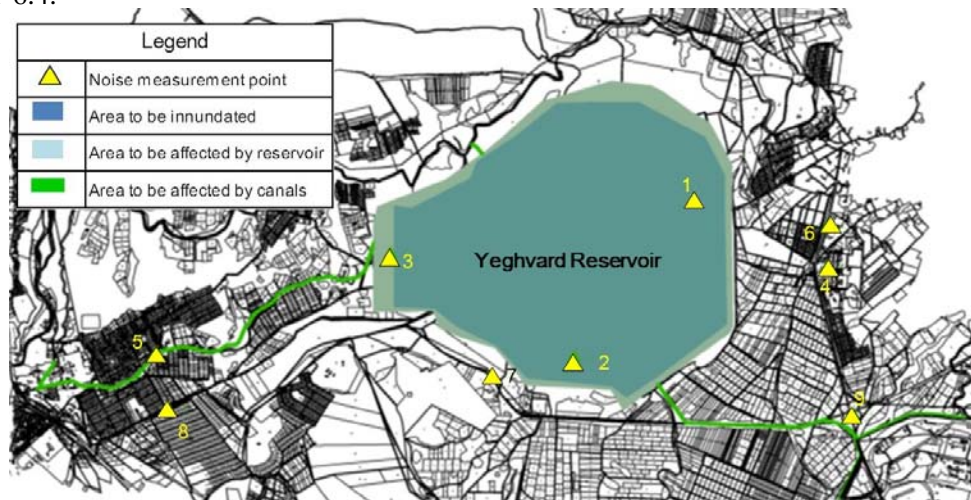 Legend
Noise measurement point
Area to be innundated
Area to be affected by reservoir
Area to be affected by canals
1
6
3
Yeghvard Reservoir
4
5
2
7
8
9